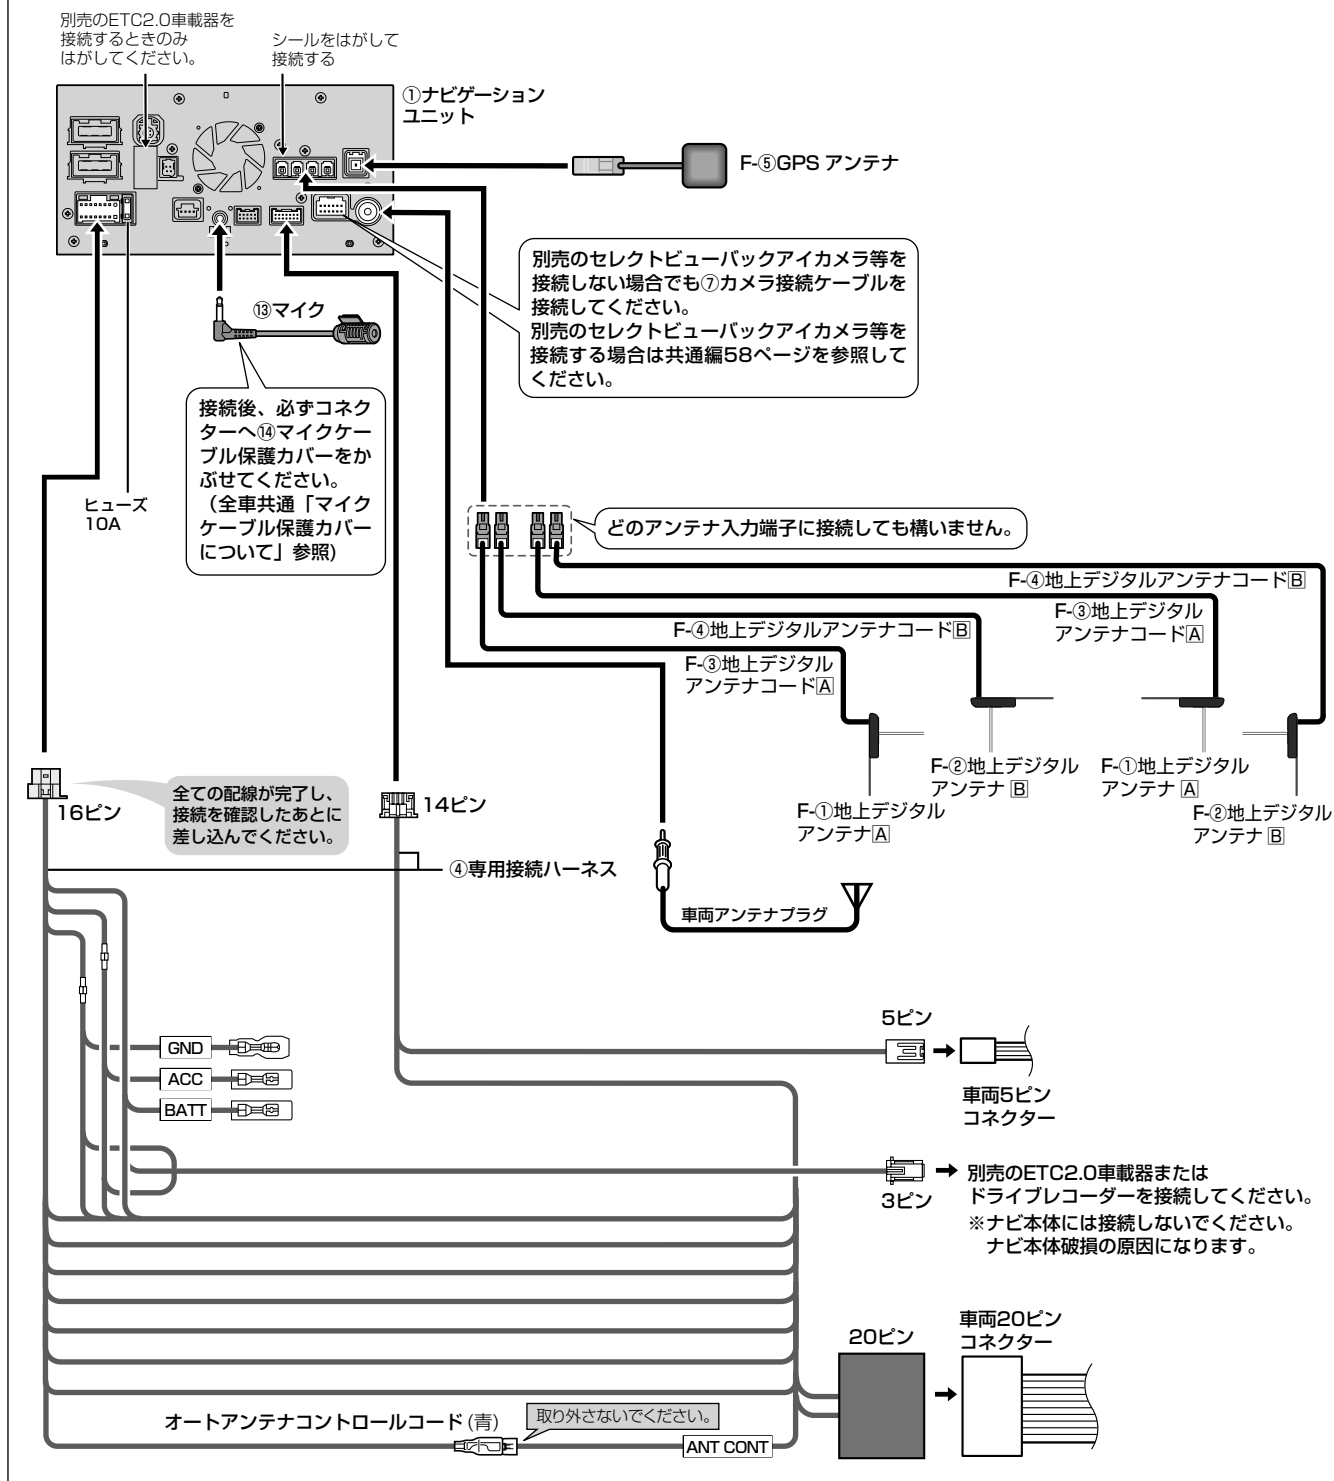 別売のETC2.0車載器を
接続するときのみ
はがしてください。
シールをはがして
接続する
①ナビゲーション
ユニット
F-⑤GPS アンテナ
別売のセレクトビューバックアイカメラ等を
接続しない場合でも⑦カメラ接続ケーブルを
接続してください。
別売のセレクトビューバックアイカメラ等を
接続する場合は共通編58ページを参照して
ください。
⑬マイク
接続後、必ずコネク
ターへ⑭マイクケー
ブル保護カバーをか
ぶせてください。
(全車共通「マイク
ケーブル保護カバー
について」参照)
ヒューズ
10A
どのアンテナ入力端子に接続しても構いません。
F-④地上デジタルアンテナコードB
F-③地上デジタル
アンテナコードA
F-④地上デジタルアンテナコードB
F-③地上デジタル
アンテナコードA
F-②地上デジタル
アンテナ B
F-①地上デジタル
アンテナ A
F-①地上デジタル
アンテナA
F-②地上デジタル
アンテナ B
16ピン
全ての配線が完了し、
接続を確認したあとに
差し込んでください。
14ピン
④専用接続ハーネス
車両アンテナプラグ
GND
ACC
BATT
5ピン
車両5ピン
コネクター
3ピン
別売のETC2.0車載器または
ドライブレコーダーを接続してください。
※ナビ本体には接続しないでください。
ナビ本体破損の原因になります。
20ピン
車両20ピン
コネクター
オートアンテナコントロールコード(青)
取り外さないでください。
ANT CONT